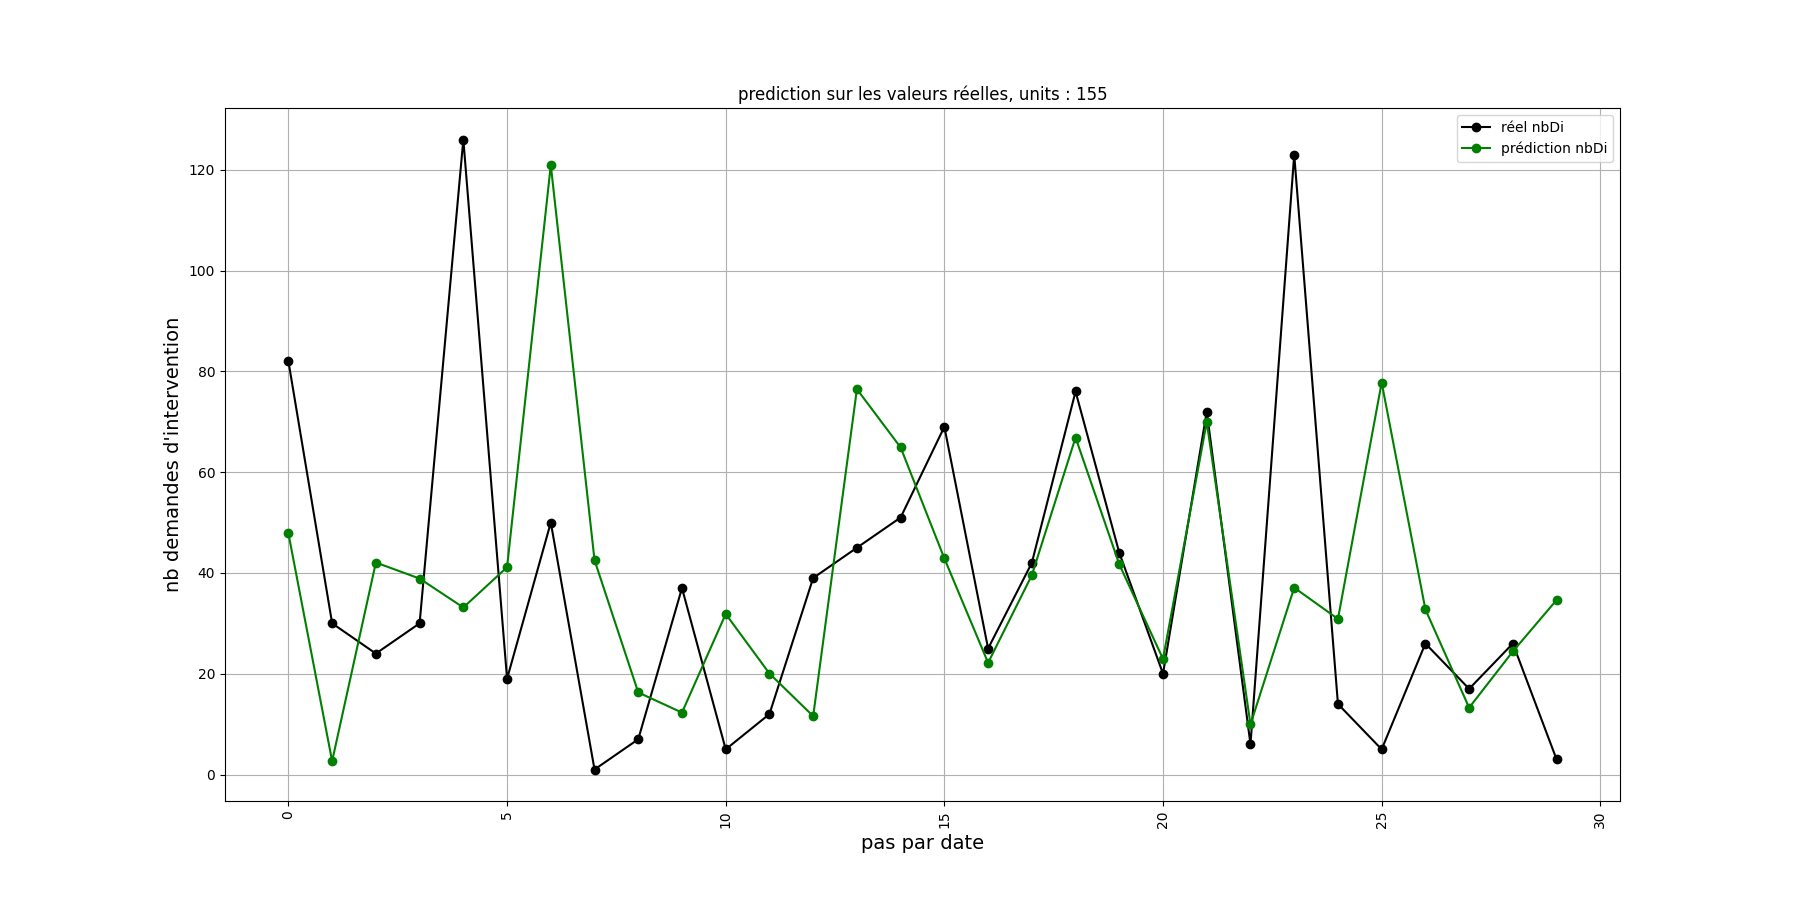 prediction sur les valeurs réelles, units : 155
réel nbDi
prédiction nbDi
nb demandes d'intervention
120
100
80
60
40
20
0
0 5 10 15 20 25 30
pas par date